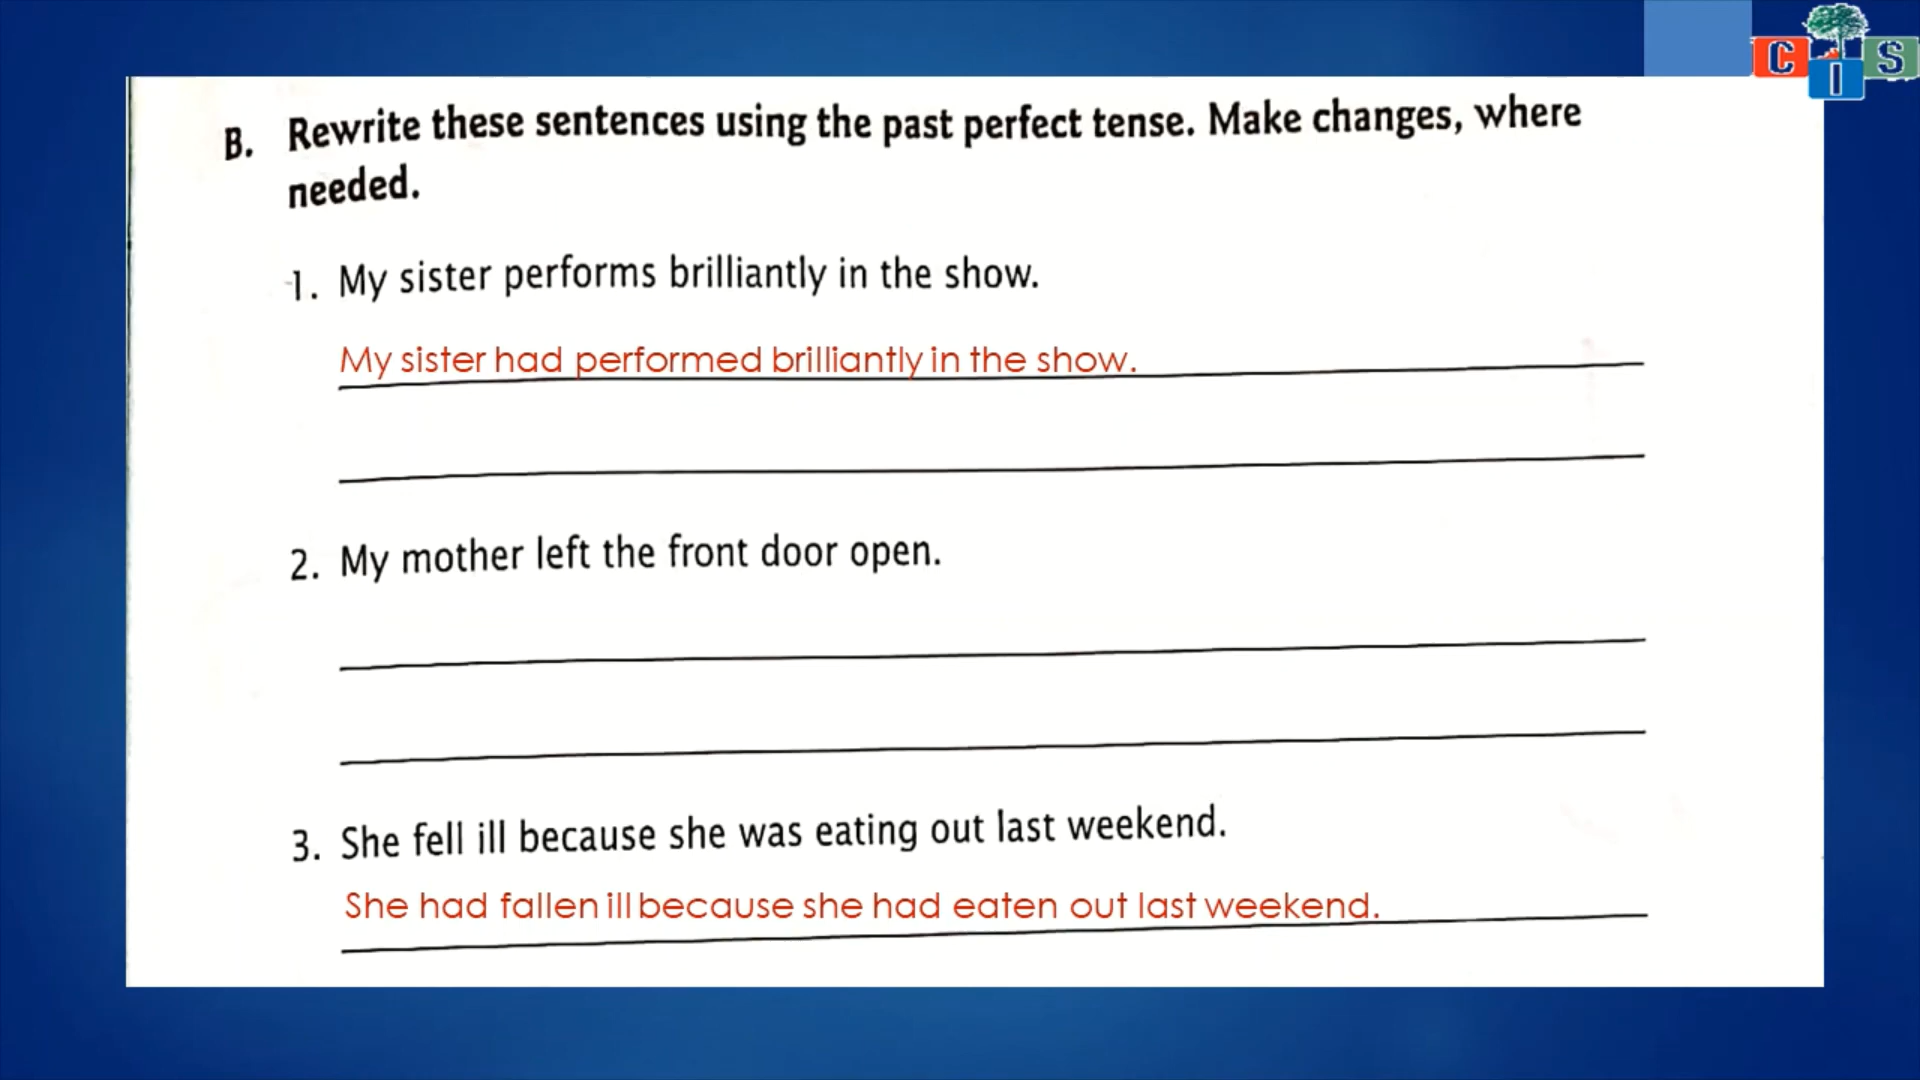 C I S
B. Rewrite these sentences using the past perfect tense. Make changes, where
needed.
1. My sister performs brilliantly in the show.
My sister had performed brilliantly in the show.
2. My mother left the front door open.
3. She fell ill because she was eating out last weekend.
She had fallen ill because she had eaten out last weekend.